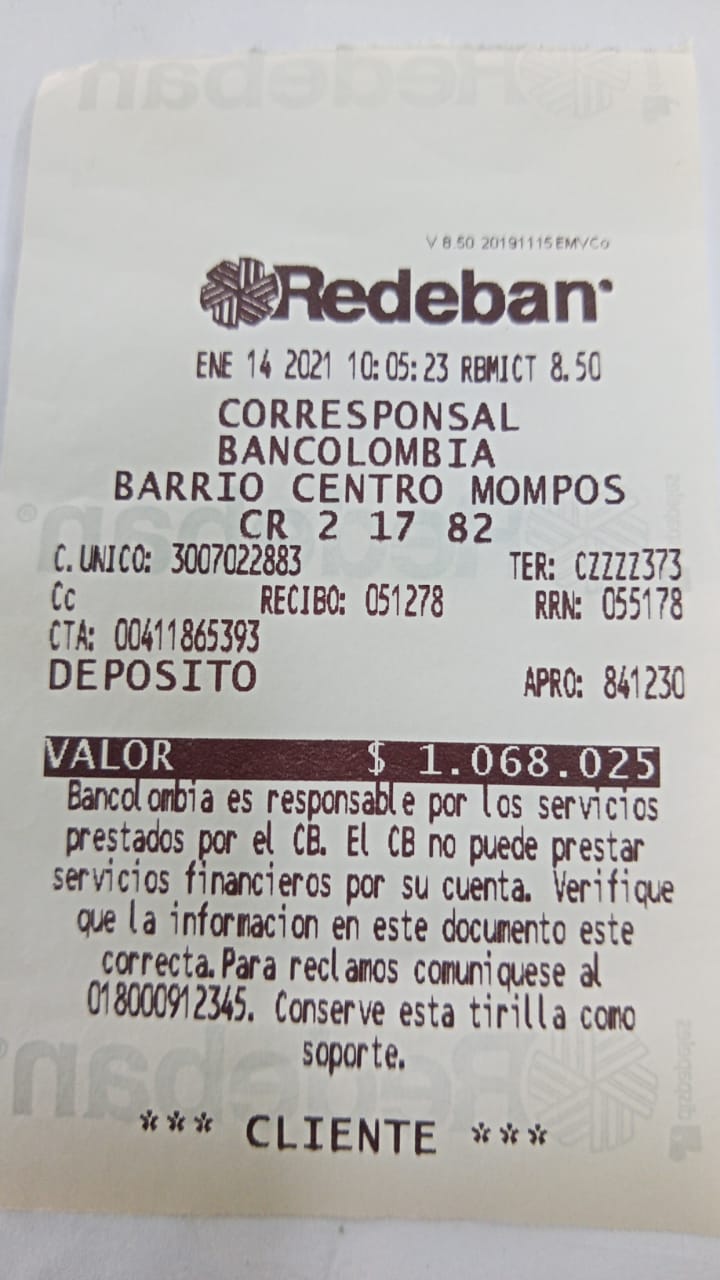 V 8.50 20191115EMVCo
Redeban
ENE 14 2021 10:05:23 RBMICT 8.50
CORRESPONSAL
BANCOLOMBIA
BARRIO CENTRO MOMPOS
CR 2 17 82
C. UNICO: 3007022883 TER: CZZZZ373
Cc RECIBO: 051278 RRN: 055178
CTA: 00411865393
DEPOSITO APRO: 841230
VALOR $ 1.068.025
Bancolombia es responsable por los servicios
prestados por el CB. El CB no puede prestar
servicios financieros por su cuenta. Verifique
que la informacion en este documento este
correcta.Para reclamos comuniquese al
018000912345. Conserve esta tirilla como
soporte.
*** CLIENTE ***